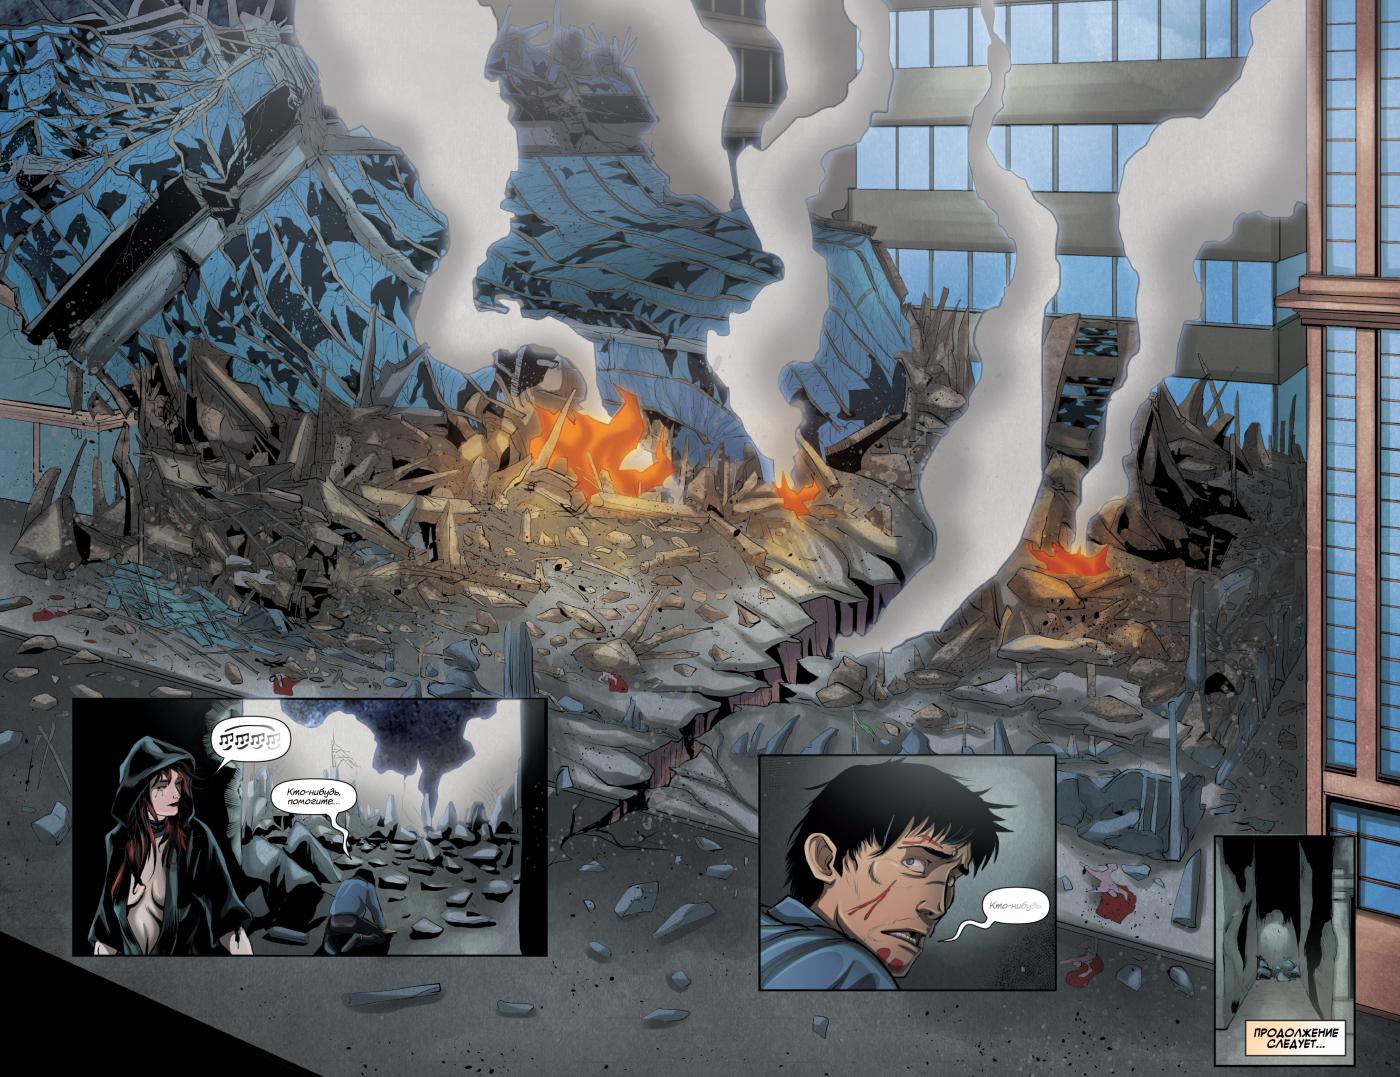 Кто-нибудь,
помогите...
Кто-нибудь
ПРОДОЛЖЕНИЕ
СЛЕДУЕТ...